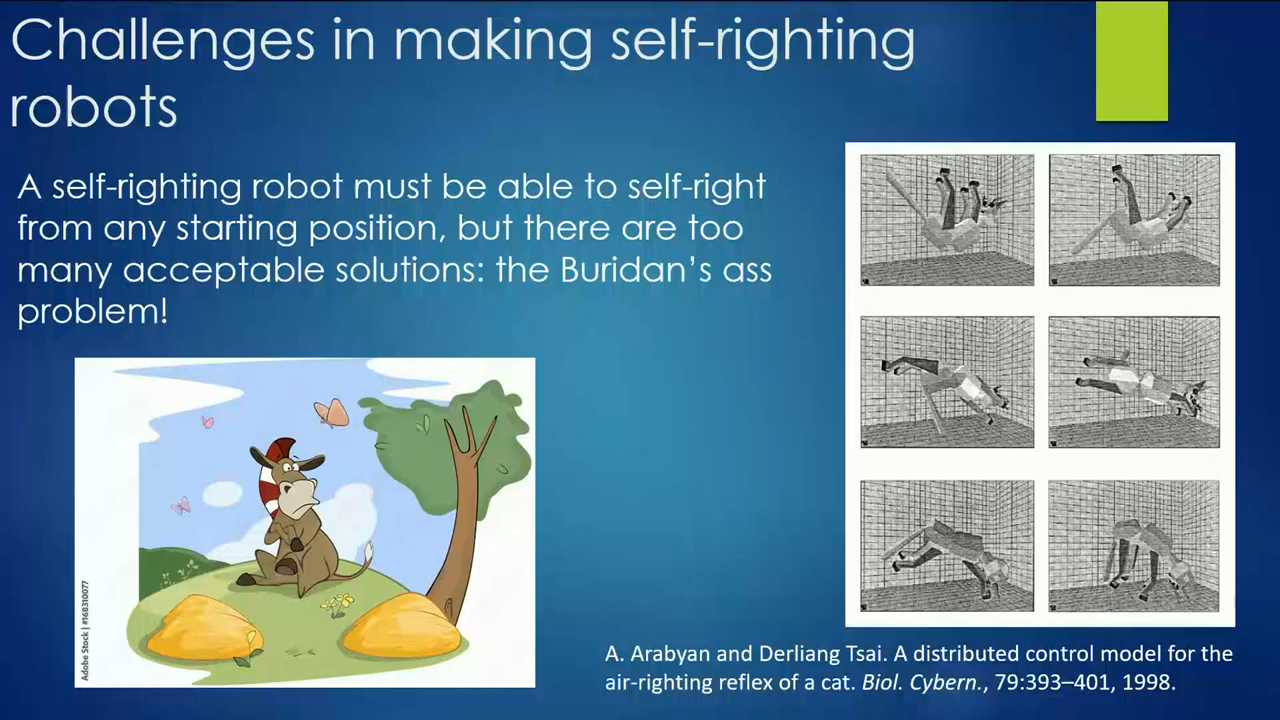 Challenges in making self-righting
robots
A self-righting robot must be able to self-right
from any starting position, but there are too
many acceptable solutions: the Buridan’s ass
problem!
Adobe Stock | #168310077
A. Arabyan and Derliang Tsai. A distributed control model for the
air-righting reflex of a cat. Biol. Cybern., 79:393–401, 1998.